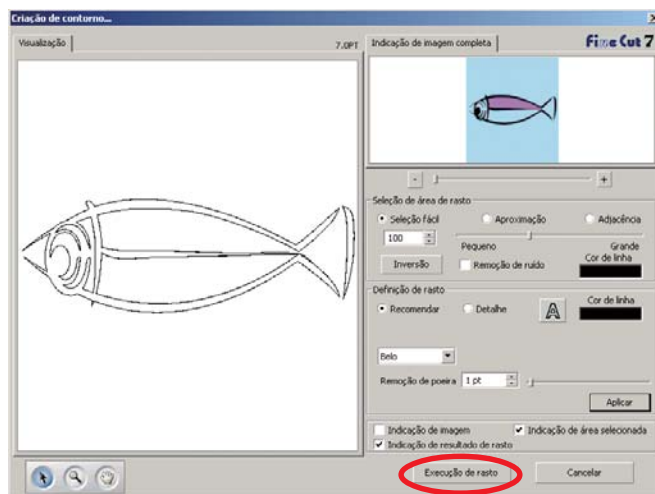 Criação de contorno...
Visualização
7.0PT
Indicação de imagem completa
Fine Cut 7
- +
Seleção de área de rasto
Seleção fácil Aproximação Adjacência
100
Pequeno Grande
Inversão Remoção de ruído Cor de linha
Definição de rasto
Recomendar Detalhe A Cor de linha
Belo
Remoção de poeira 1 pt
Aplicar
Indicação de imagem Indicação de área selecionada
Indicação de resultado de rasto
Execução de rasto Cancelar